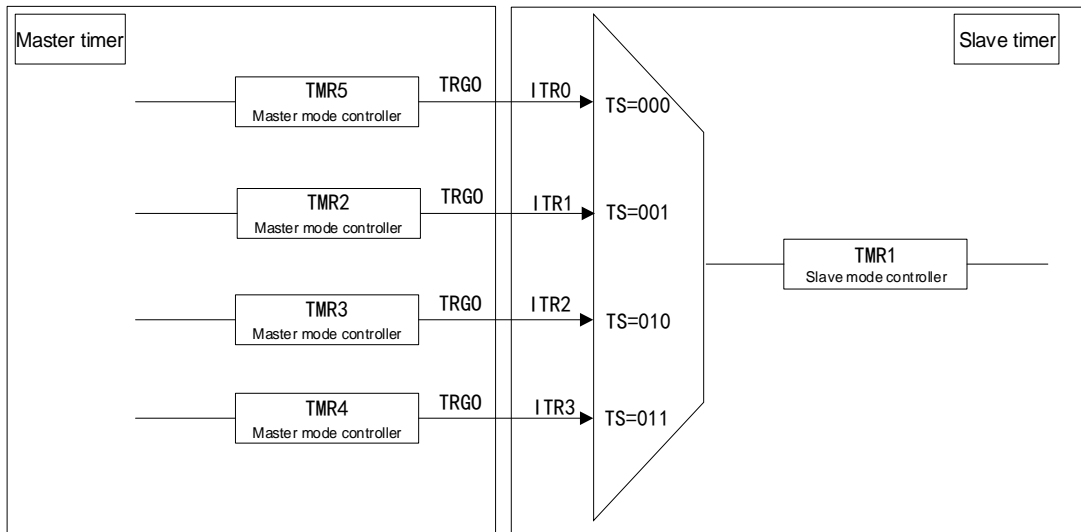 Master timer
Slave timer
TMR5
Master mode controller
TRGO
ITR0
TS=000
TMR2
Master mode controller
TRGO
ITR1
TS=001
TMR1
Slave mode controller
TMR3
Master mode controller
TRGO
ITR2
TS=010
TMR4
Master mode controller
TRGO
ITR3
TS=011